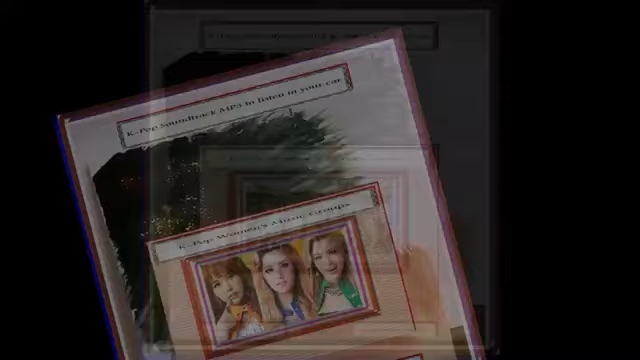 K-Pop Soundtrack MP3 to listen in your car
K-Pop Women's Music Groups